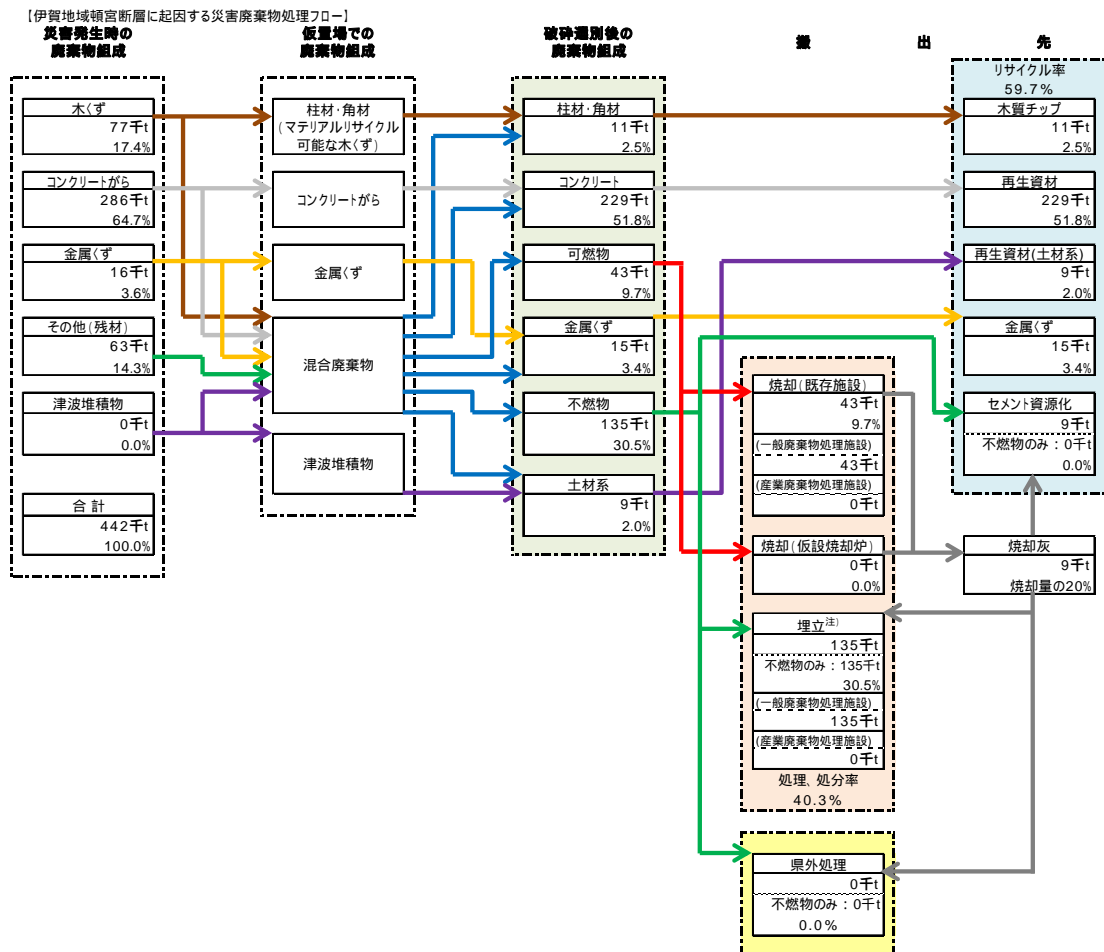 【伊賀地域頓宮断層に起因する災害廃棄物処理フロー】
災害発生時の
廃棄物組成
木くず
77千t
17.4%
コンクリートがら
286千t
64.7%
金属くず
16千t
3.6%
その他(残材)
63千t
14.3%
津波堆積物
0千t
0.0%
合計
442千t
100.0%
仮置場での
廃棄物組成
柱材・角材
(マテリアルリサイクル
可能な木くず)
コンクリートがら
金属くず
混合廃棄物
津波堆積物
破砕選別後の
廃棄物組成
柱材・角材
11千t
2.5%
コンクリート
229千t
51.8%
可燃物
43千t
9.7%
金属くず
15千t
3.4%
不燃物
135千t
30.5%
土材系
9千t
2.0%
搬出先
焼却(既存施設)
43千t
9.7%
(一般廃棄物処理施設)
43千t
(産業廃棄物処理施設)
0千t
焼却(仮設焼却炉)
0千t
0.0%
埋立注)
135千t
不燃物のみ：135千t
30.5%
(一般廃棄物処理施設)
135千t
(産業廃棄物処理施設)
0千t
処理、処分率
40.3%
県外処理
0千t
不燃物のみ：0千t
0.0%
リサイクル率
59.7%
木質チップ
11千t
2.5%
再生資材
229千t
51.8%
再生資材(土材系)
9千t
2.0%
金属くず
15千t
3.4%
セメント資源化
9千t
不燃物のみ：0千t
0.0%
焼却灰
9千t
焼却量の20%